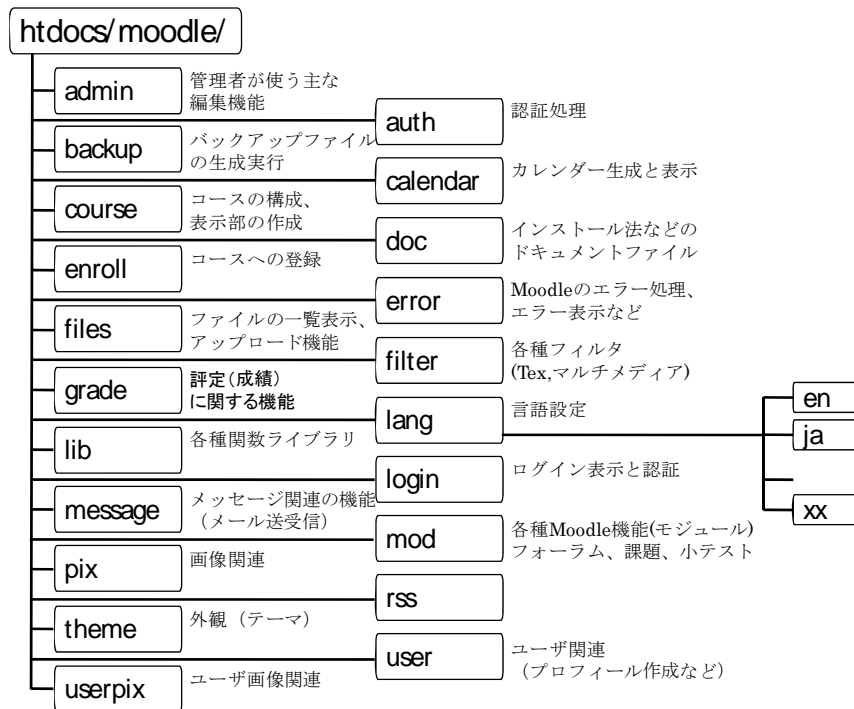 htdocs/moodle/
admin
管理者が使う主な
編集機能
auth
認証処理
backup
バックアップファイル
の生成実行
calendar
カレンダー生成と表示
course
コースの構成、
表示部の作成
doc
インストール法などの
ドキュメントファイル
enroll
コースへの登録
error
Moodleのエラー処理、
エラー表示など
files
ファイルの一覧表示、
アップロード機能
filter
各種フィルタ
(Tex,マルチメディア)
grade
評定(成績)
に関する機能
lang
言語設定
en
ja
xx
lib
各種関数ライブラリ
login
ログイン表示と認証
message
メッセージ関連の機能
（メール送受信）
mod
各種Moodle機能(モジュール)
フォーラム、課題、小テスト
pix
画像関連
rss
theme
外観（テーマ）
user
ユーザ関連
（プロフィール作成など）
userpix
ユーザ画像関連